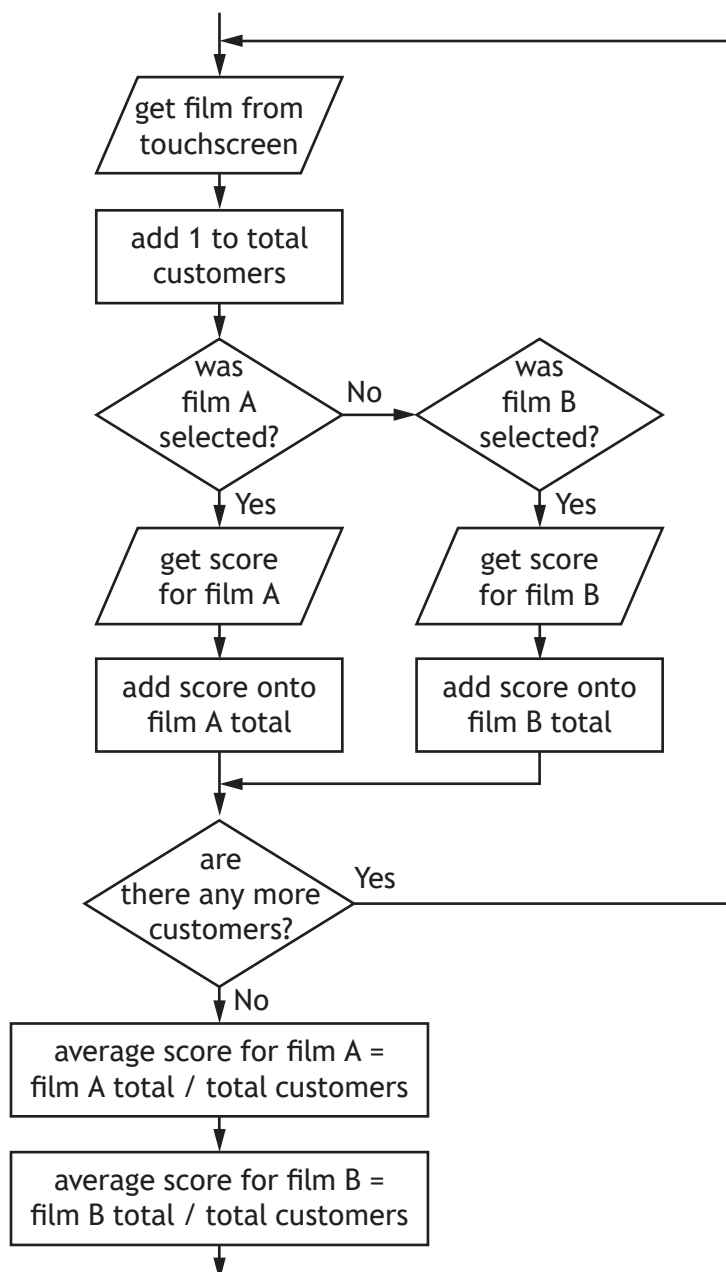 get film from
touchscreen
add 1 to total
customers
was
film A
selected?
No
was
film B
selected?
Yes
Yes
get score
for film A
get score
for film B
add score onto
film A total
add score onto
film B total
are
there any more
customers?
Yes
No
average score for film A =
film A total / total customers
average score for film B =
film B total / total customers